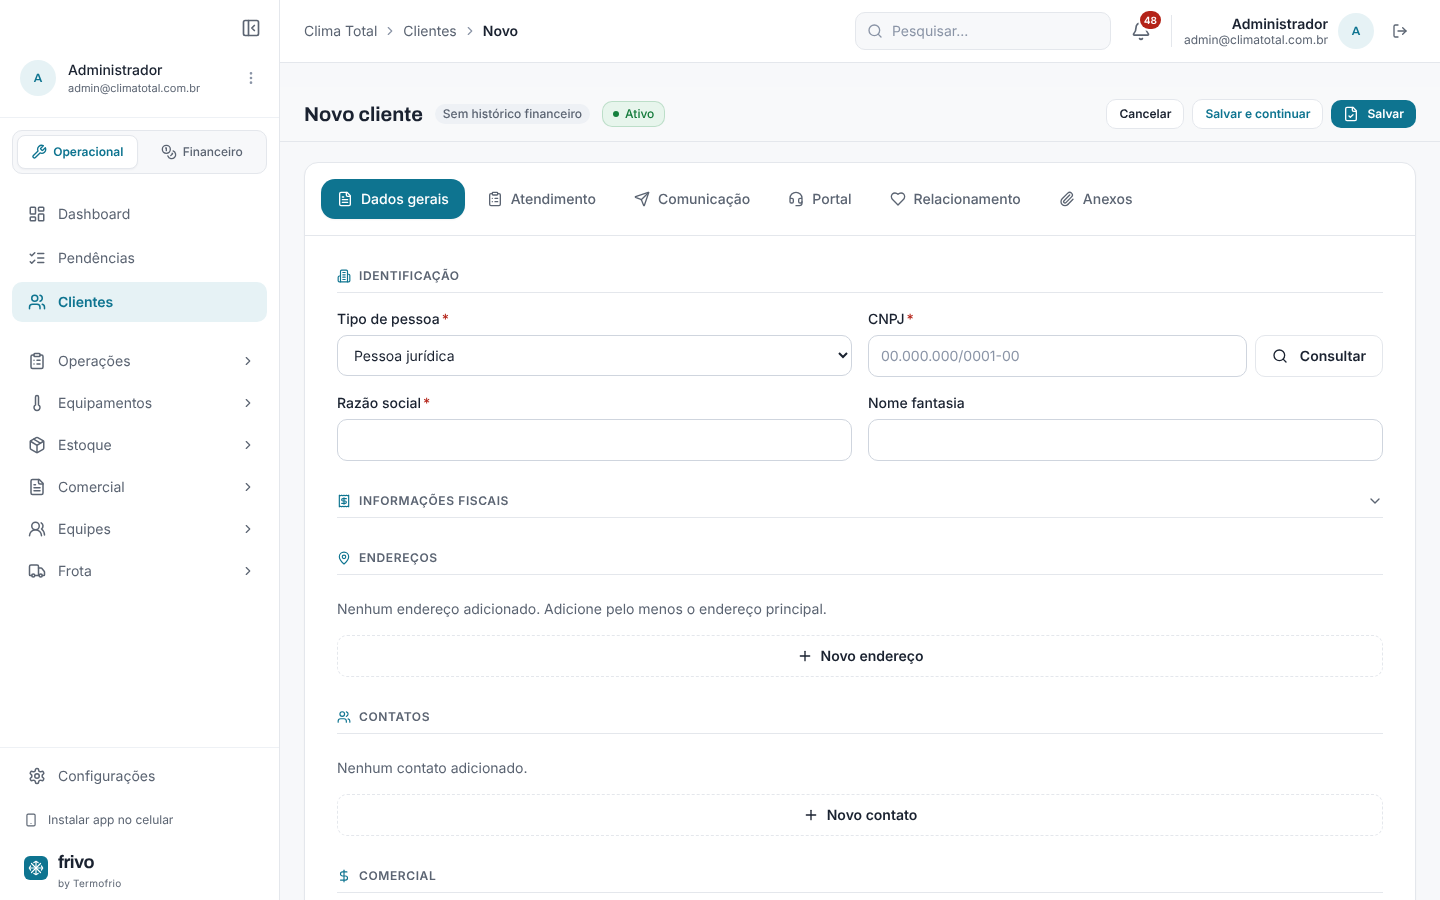 Clima Total > Clientes > Novo
Pesquisar...
48
Administrador
admin@climatotal.com.br
A
A
Administrador
admin@climatotal.com.br
Operacional
Financeiro
Dashboard
Pendências
Clientes
Operações
Equipamentos
Estoque
Comercial
Equipes
Frota
Configurações
Instalar app no celular
frivo
by Termofrio
Novo cliente
Sem histórico financeiro
Ativo
Cancelar
Salvar e continuar
Salvar
Dados gerais
Atendimento
Comunicação
Portal
Relacionamento
Anexos
IDENTIFICAÇÃO
Tipo de pessoa*
Pessoa jurídica
CNPJ*
00.000.000/0001-00
Consultar
Razão social*
Nome fantasia
INFORMAÇÕES FISCAIS
ENDEREÇOS
Nenhum endereço adicionado. Adicione pelo menos o endereço principal.
+ Novo endereço
CONTATOS
Nenhum contato adicionado.
+ Novo contato
COMERCIAL